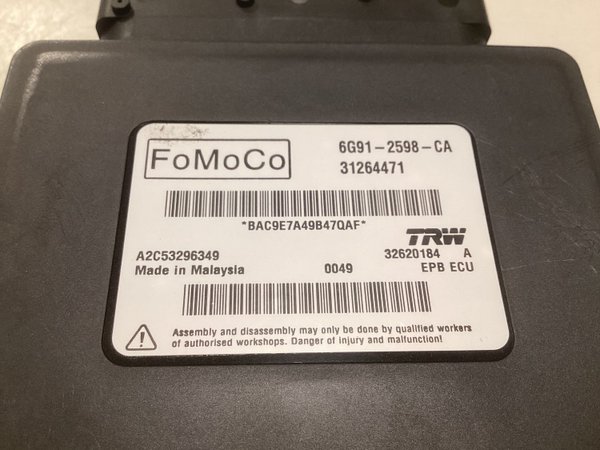 FoMoCo
6G91-2598-CA
31264471
*BAC9E7A49B47QAF*
TRW
A2C53296349
32620184 A
Made in Malaysia
0049
EPB ECU
Assembly and disassembly may only be done by qualified workers
of authorised workshops. Danger of injury and malfunction!